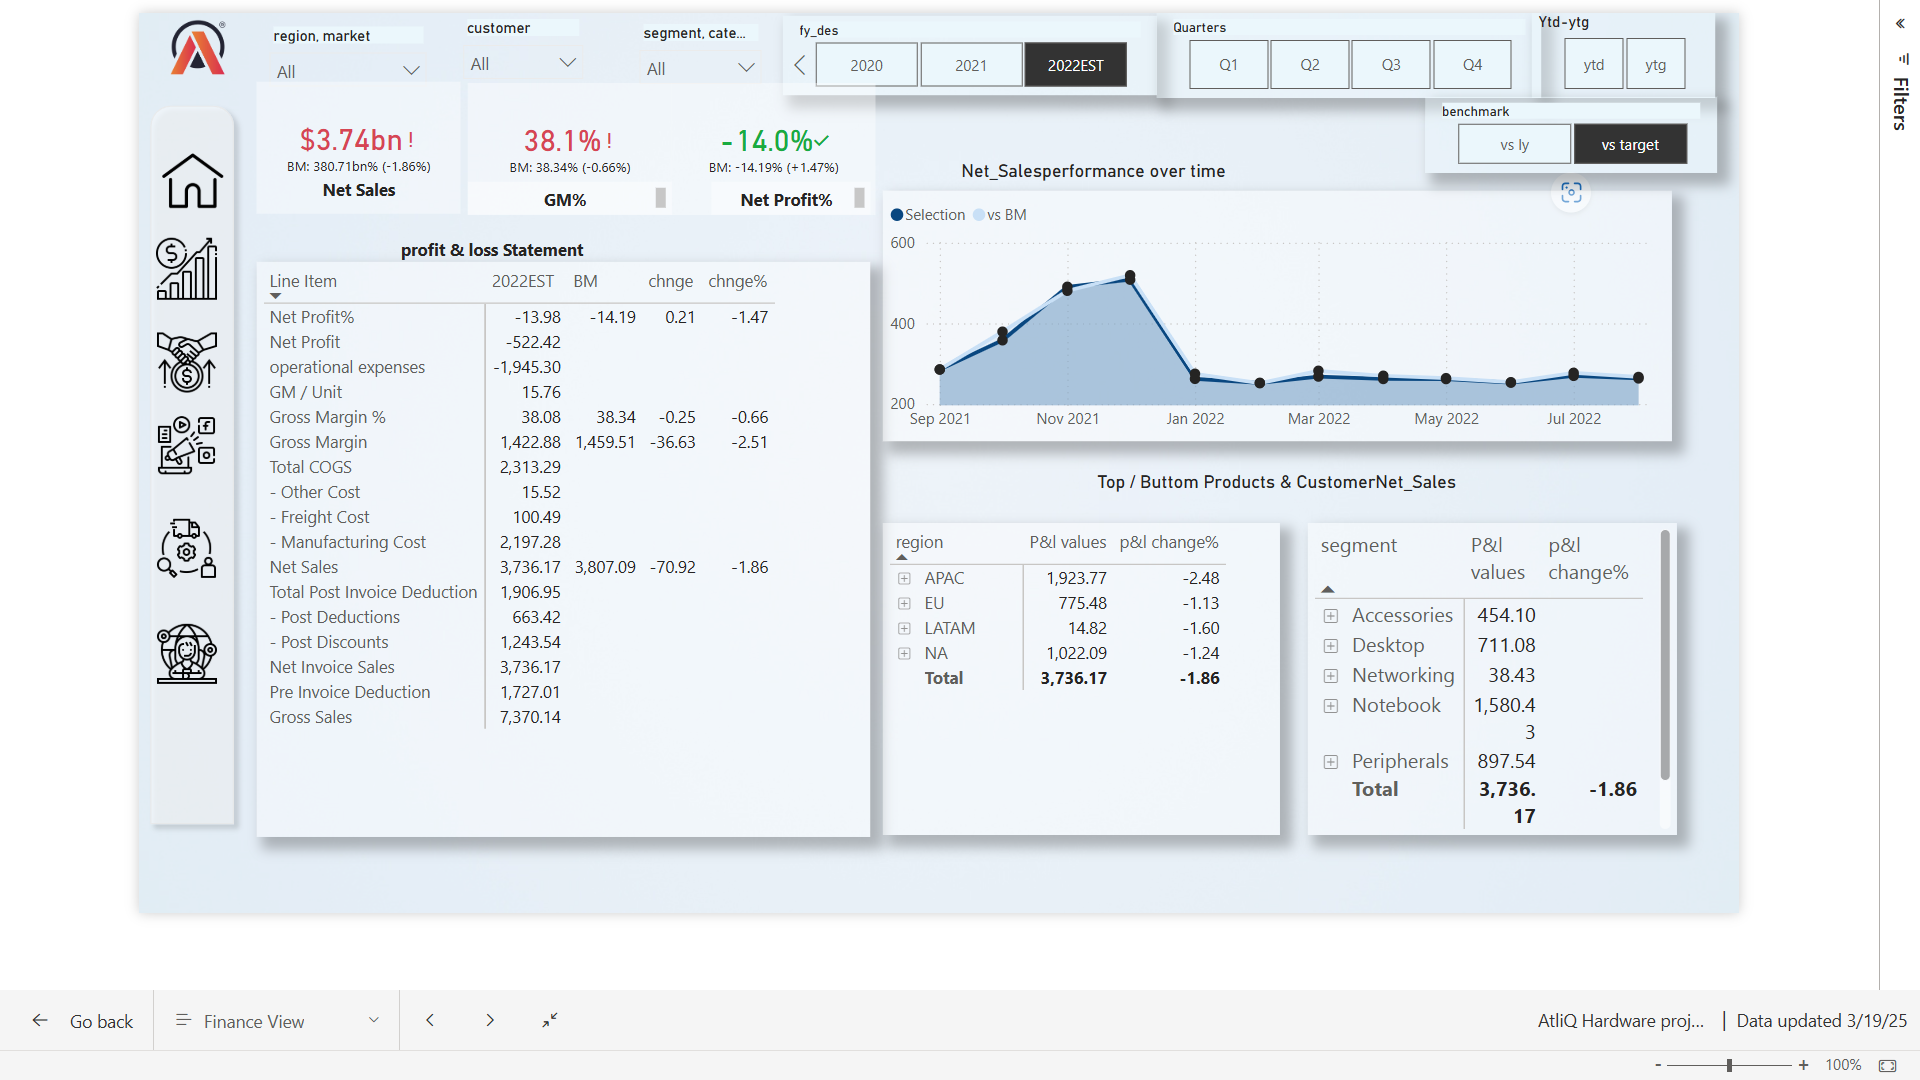 region, market
All
customer
All
segment, cate...
All
fy_des
2020
2021
2022EST
Quarters
Q1
Q2
Q3
Q4
Ytd-ytg
ytd
ytg
benchmark
vs ly
vs target
«
Filters
$3.74bn!
BM: 380.71bn% (-1.86%)
Net Sales
38.1%!
BM: 38.34% (-0.66%)
GM%
-14.0%✓
BM: -14.19% (+1.47%)
Net Profit%
profit & loss Statement
Line Item 2022EST BM chnge chnge%
Net Profit% -13.98 -14.19 0.21 -1.47
Net Profit -522.42
operational expenses -1,945.30
GM / Unit 15.76
Gross Margin % 38.08 38.34 -0.25 -0.66
Gross Margin 1,422.88 1,459.51 -36.63 -2.51
Total COGS 2,313.29
- Other Cost 15.52
- Freight Cost 100.49
- Manufacturing Cost 2,197.28
Net Sales 3,736.17 3,807.09 -70.92 -1.86
Total Post Invoice Deduction 1,906.95
- Post Deductions 663.42
- Post Discounts 1,243.54
Net Invoice Sales 3,736.17
Pre Invoice Deduction 1,727.01
Gross Sales 7,370.14
Net_Salesperformance over time
Selection vs BM
600
400
200
Sep 2021 Nov 2021 Jan 2022 Mar 2022 May 2022 Jul 2022
Top / Buttom Products & CustomerNet_Sales
region P&l values p&l change%
APAC 1,923.77 -2.48
EU 775.48 -1.13
LATAM 14.82 -1.60
NA 1,022.09 -1.24
Total 3,736.17 -1.86
segment P&l p&l
values change%
Accessories 454.10
Desktop 711.08
Networking 38.43
Notebook 1,580.4
3
Peripherals 897.54
Total 3,736. -1.86
17
Go back
Finance View
AtliQ Hardware proj... | Data updated 3/19/25
- + 100%